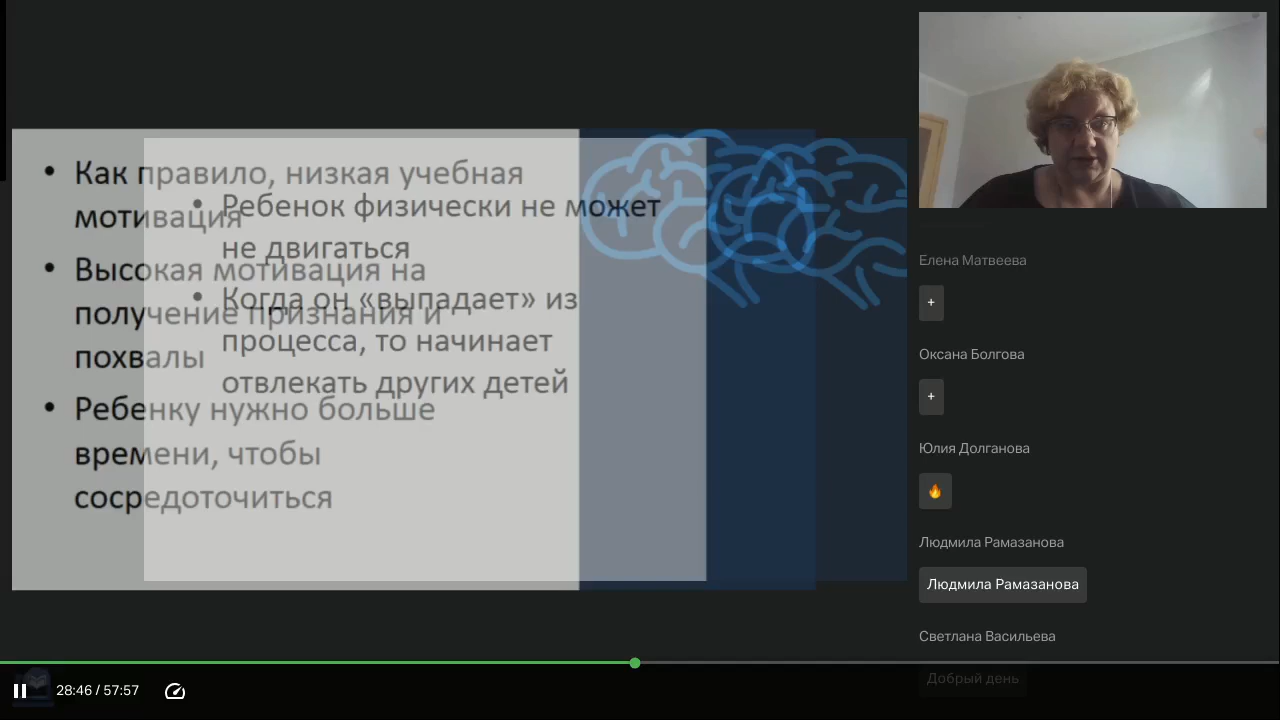 Как правило, низкая учебная
мотивация
Высокая мотивация на
получение признания и
похвалы
Ребенку нужно больше
времени, чтобы
сосредоточиться
Ребенок физически не может
не двигаться
Когда он «выпадает» из
процесса, то начинает
отвлекать других детей
Елена Матвеева
+
Оксана Болгова
+
Юлия Долганова
Людмила Рамазанова
Людмила Рамазанова
Светлана Васильева
Добрый день
28:46 / 57:57